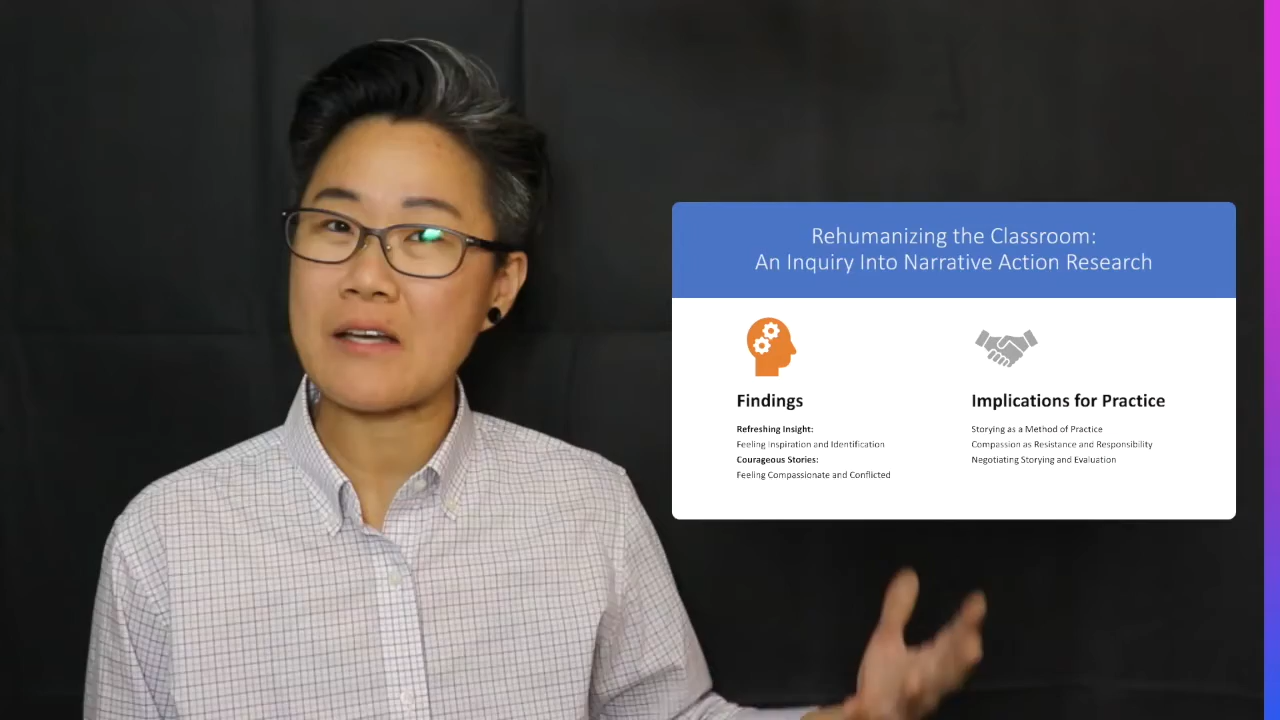 Rehumanizing the Classroom:
An Inquiry Into Narrative Action Research
Findings
Refreshing Insight:
Feeling Inspiration and Identification
Courageous Stories:
Feeling Compassionate and Conflicted
Implications for Practice
Storying as a Method of Practice
Compassion as Resistance and Responsibility
Negotiating Storying and Evaluation